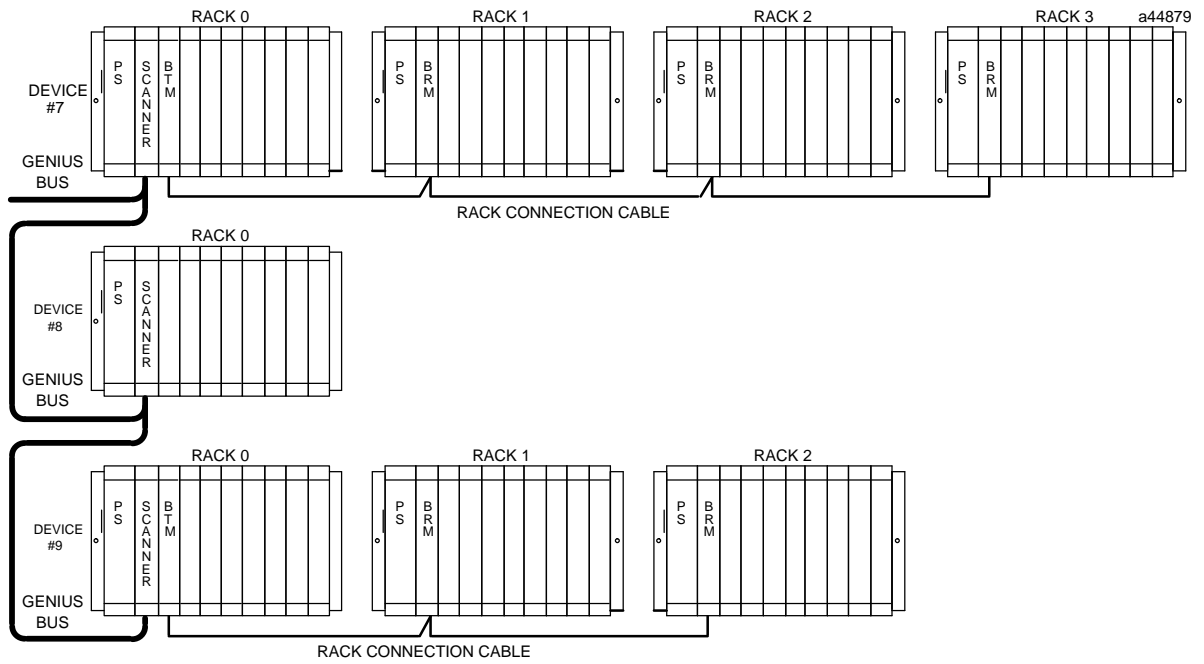 RACK 0 RACK 1 RACK 2 RACK 3 a44879
PS SCANNER BTM PS BRM PS BRM PS BRM
DEVICE
#7
GENIUS
BUS
RACK CONNECTION CABLE
RACK 0
PS SCANNER
DEVICE
#8
GENIUS
BUS
RACK 0 RACK 1 RACK 2
PS SCANNER BTM PS BRM PS BRM
DEVICE
#9
GENIUS
BUS
RACK CONNECTION CABLE